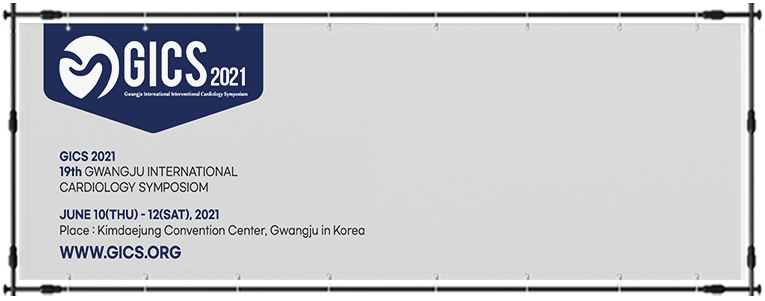 GICS 2021
Gwangju International Interventional Cardiology Symposium
GICS 2021
19th GWANGJU INTERNATIONAL
CARDIOLOGY SYMPOSIOM
JUNE 10(THU) - 12(SAT), 2021
Place : Kimdaejung Convention Center, Gwangju in Korea
WWW.GICS.ORG